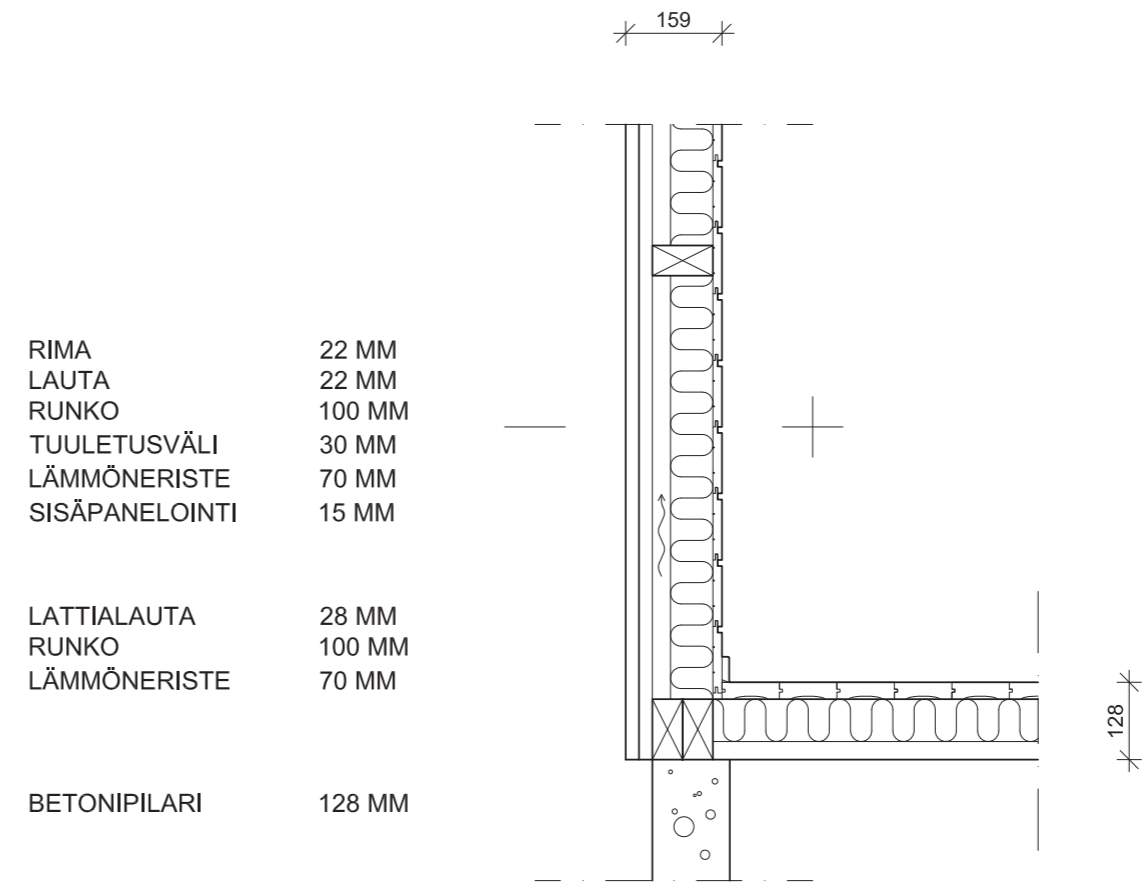 159
RIMA 22 MM
LAUTA 22 MM
RUNKO 100 MM
TUULETUSVÄLI 30 MM
LÄMMÖNERISTE 70 MM
SISÄPANELOINTI 15 MM
LATTIALAUTA 28 MM
RUNKO 100 MM
LÄMMÖNERISTE 70 MM
128
BETONIPILARI 128 MM